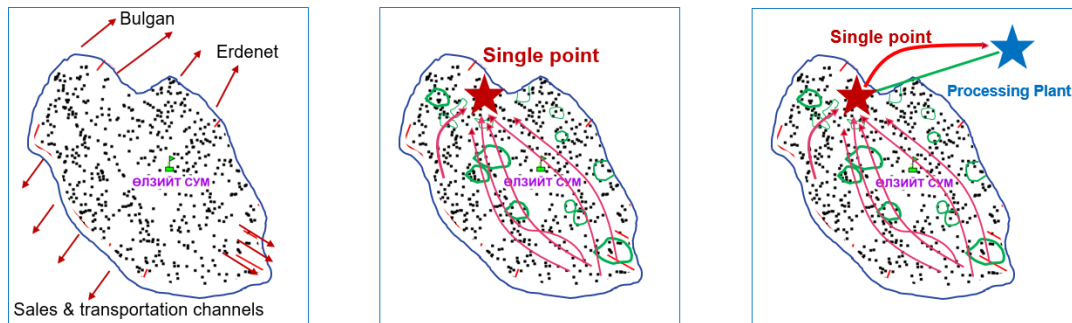 Bulgan
Erdenet
ӨЛЗИЙТ СУМ
Sales & transportation channels
Single point
ӨЛЗИЙТ СУМ
Single point
Processing Plant
ӨЛЗИЙТ СУМ